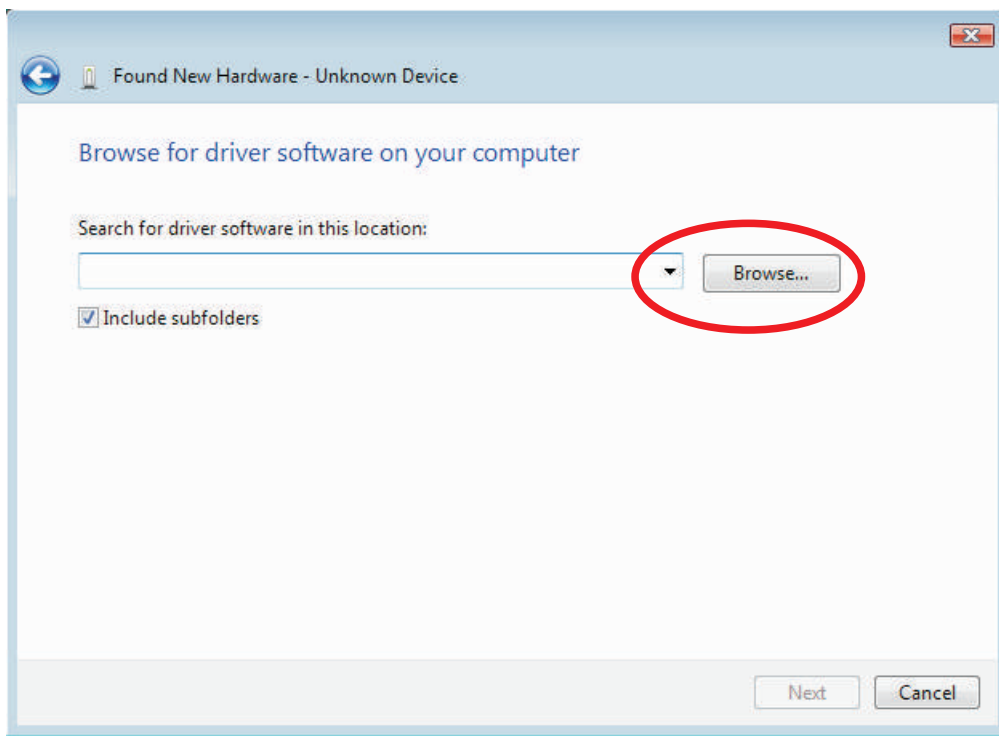 Found New Hardware - Unknown Device
Browse for driver software on your computer
Search for driver software in this location:
Browse...
Include subfolders
Next Cancel